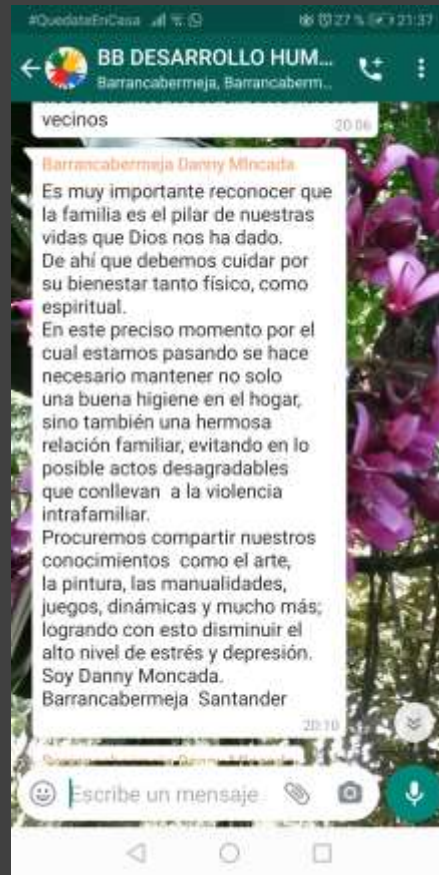 #QuedateEnCasa
27 % 21:37
BB DESARROLLO HUM...
Barrancabermeja, Barrancaberm...
vecinos
20:06
Barrancabermeja Danny MIncada
Es muy importante reconocer que
la familia es el pilar de nuestras
vidas que Dios nos ha dado.
De ahí que debemos cuidar por
su bienestar tanto físico, como
espiritual.
En este preciso momento por el
cual estamos pasando se hace
necesario mantener no solo
una buena higiene en el hogar,
sino también una hermosa
relación familiar, evitando en lo
posible actos desagradables
que conllevan a la violencia
intrafamiliar.
Procuremos compartir nuestros
conocimientos como el arte,
la pintura, las manualidades,
juegos, dinámicas y mucho más;
logrando con esto disminuir el
alto nivel de estrés y depresión.
Soy Danny Moncada.
Barrancabermeja Santander
20:10
Escribe un mensaje